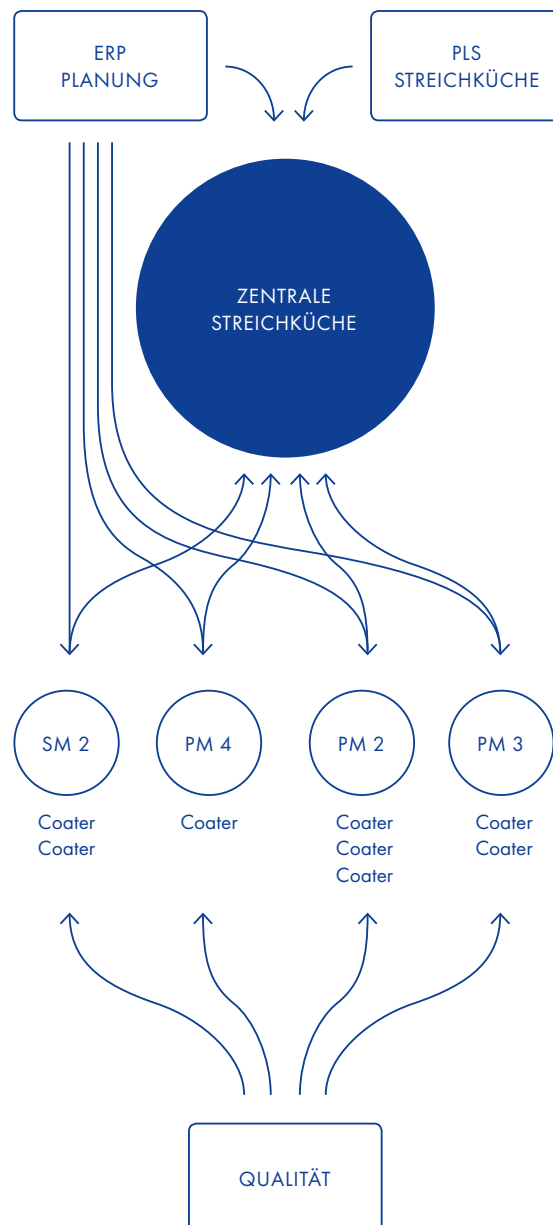 ERP
PLANUNG
PLS
STREICHKÜCHE
ZENTRALE
STREICHKÜCHE
SM 2
PM 4
PM 2
PM 3
Coater
Coater
Coater
Coater
Coater
Coater
Coater
Coater
QUALITÄT